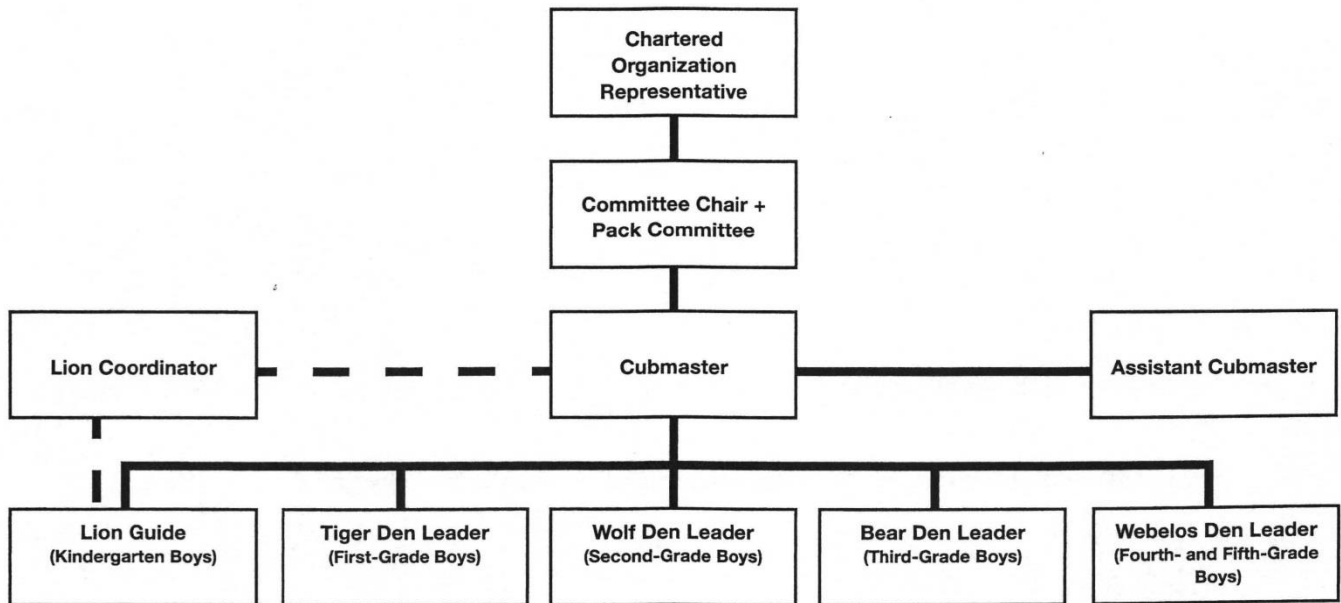 Chartered
Organization
Representative
Committee Chair +
Pack Committee
Lion Coordinator
Cubmaster
Assistant Cubmaster
Lion Guide
(Kindergarten Boys)
Tiger Den Leader
(First-Grade Boys)
Wolf Den Leader
(Second-Grade Boys)
Bear Den Leader
(Third-Grade Boys)
Webelos Den Leader
(Fourth- and Fifth-Grade
Boys)